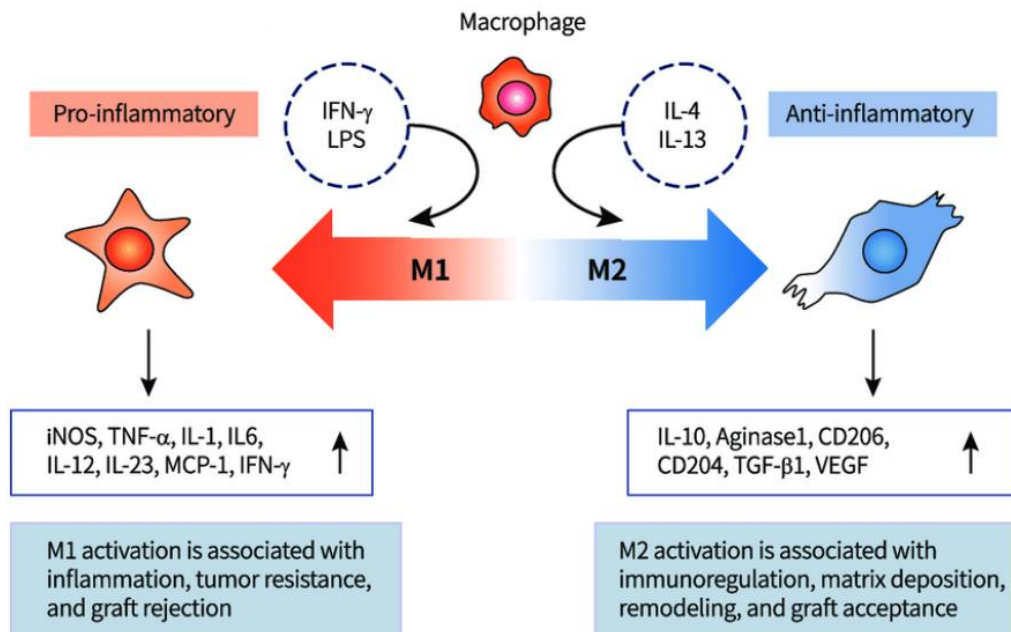 Macrophage
Pro-inflammatory
IFN-γ
LPS
IL-4
IL-13
Anti-inflammatory
M1
M2
iNOS, TNF-α, IL-1, IL6,
IL-12, IL-23, MCP-1, IFN-γ
IL-10, Aginase1, CD206,
CD204, TGF-β1, VEGF
M1 activation is associated with
inflammation, tumor resistance,
and graft rejection
M2 activation is associated with
immunoregulation, matrix deposition,
remodeling, and graft acceptance